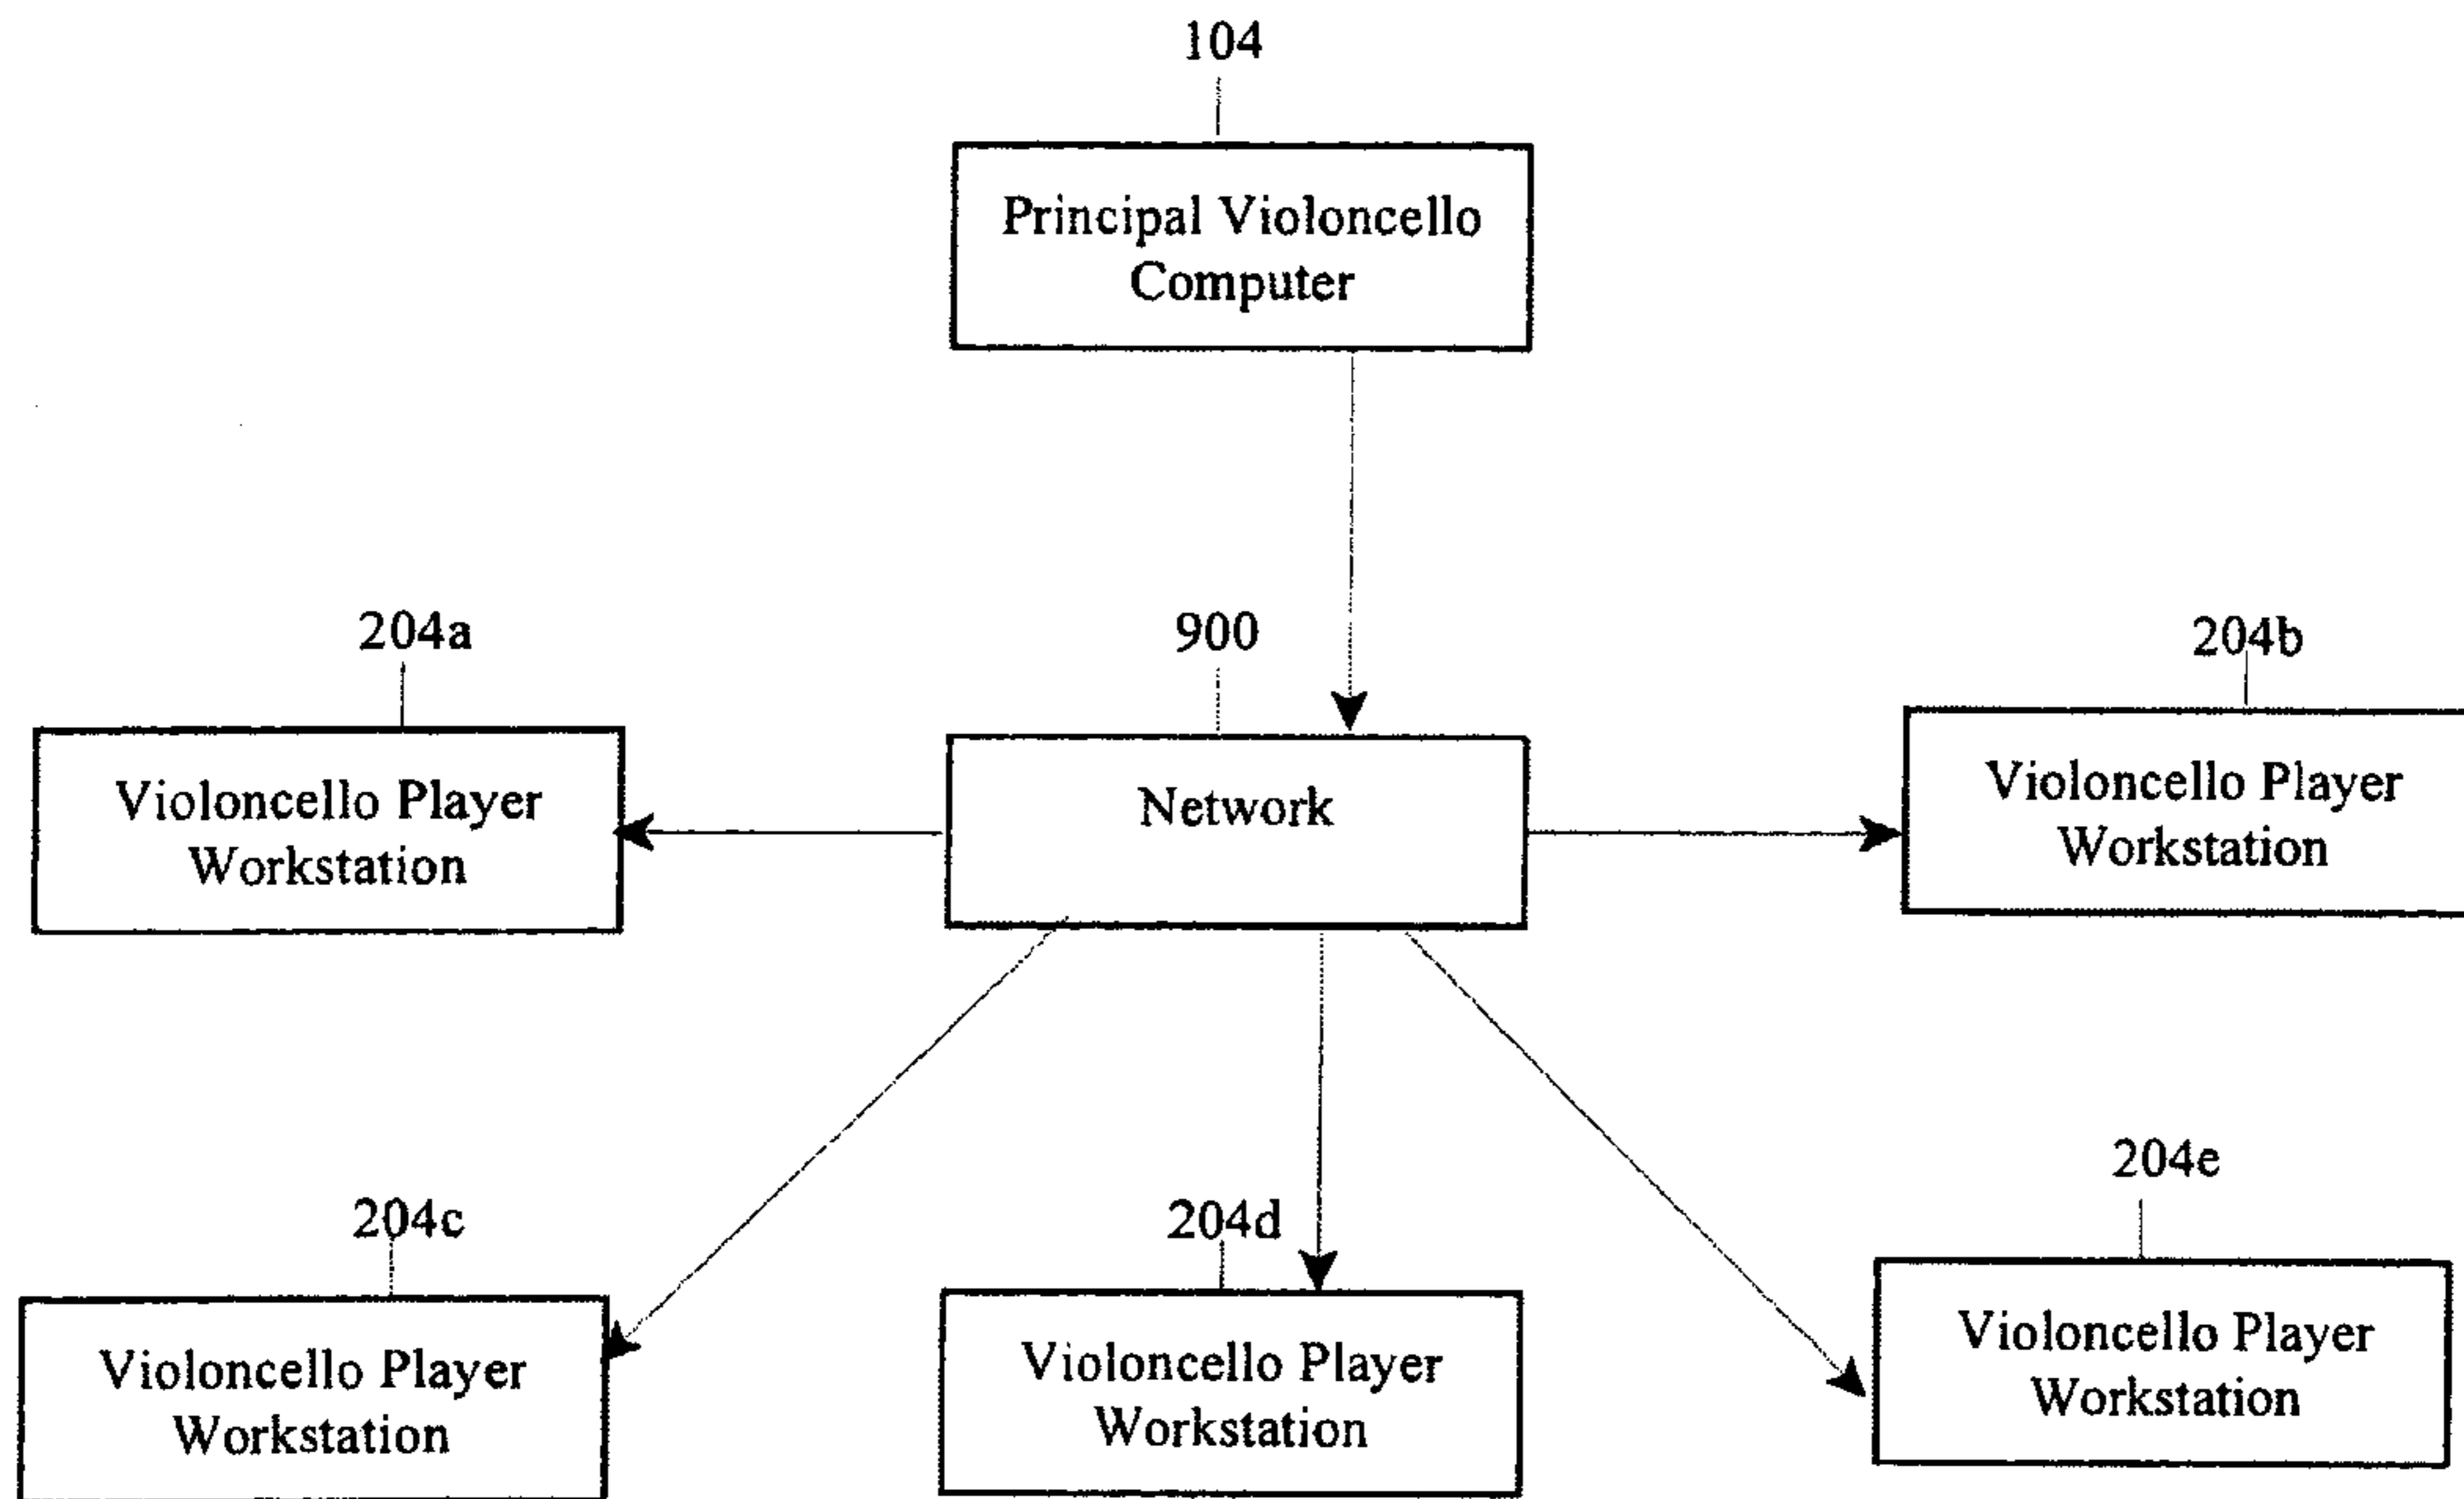 104
Principal Violoncello
Computer
204a
900
204b
Violoncello Player
Workstation
Network
Violoncello Player
Workstation
204c
204d
204e
Violoncello Player
Workstation
Violoncello Player
Workstation
Violoncello Player
Workstation